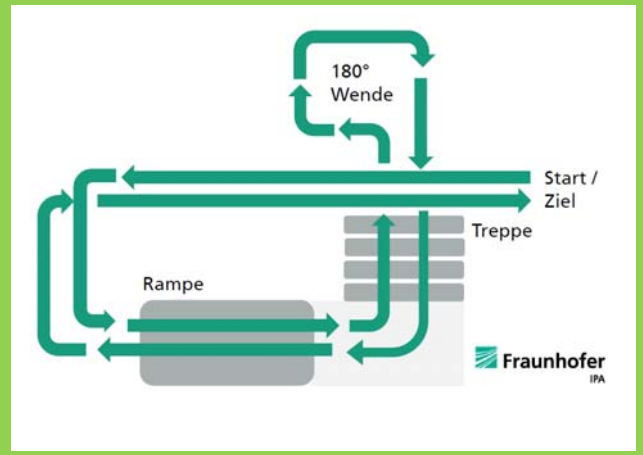 180°
Wende
Start /
Ziel
Treppe
Rampe
Fraunhofer
IPA